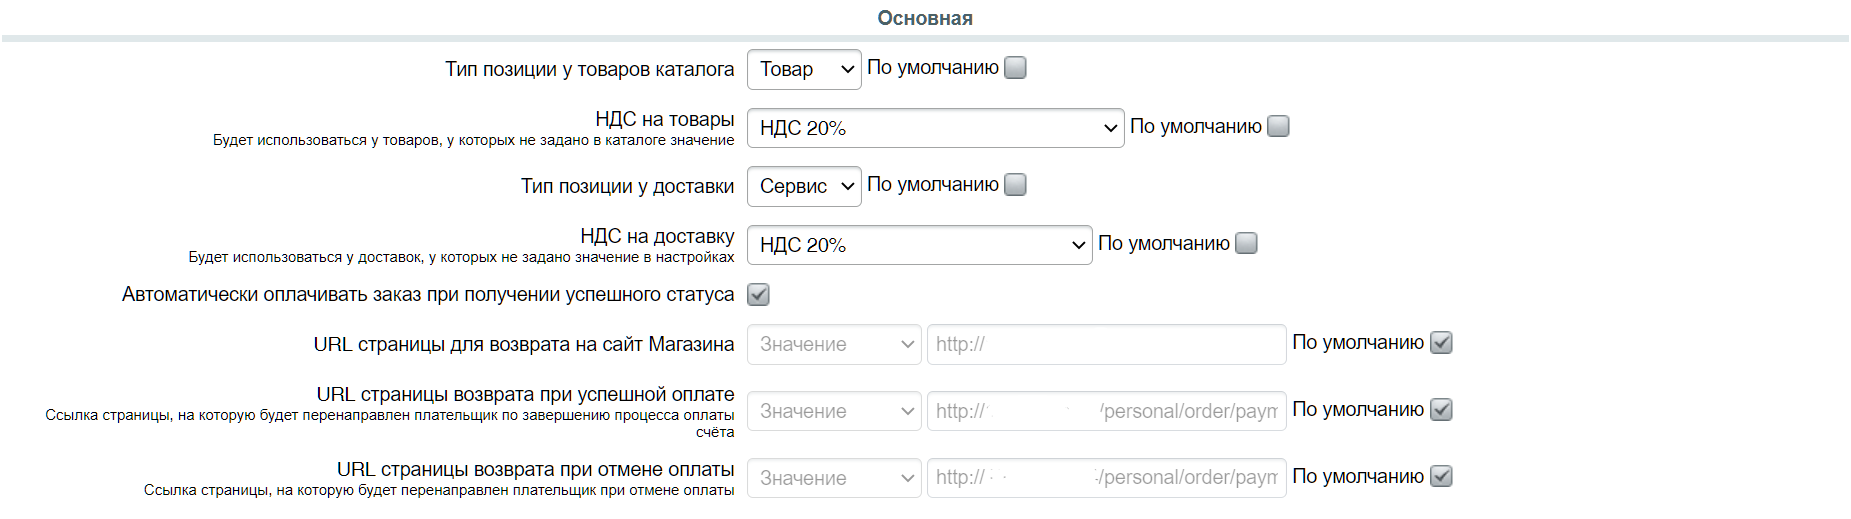 Основная
Тип позиции у товаров каталога Товар По умолчанию
НДС на товары
Будет использоваться у товаров, у которых не задано в каталоге значение
НДС 20% По умолчанию
Тип позиции у доставки Сервис По умолчанию
НДС на доставку
Будет использоваться у доставок, у которых не задано значение в настройках
НДС 20% По умолчанию
Автоматически оплачивать заказ при получении успешного статуса
URL страницы для возврата на сайт Магазина Значение http:// По умолчанию
URL страницы возврата при успешной оплате
Ссылка страницы, на которую будет перенаправлен плательщик по завершению процесса оплаты
счёта
Значение http:// /personal/order/paym По умолчанию
URL страницы возврата при отмене оплаты
Ссылка страницы, на которую будет перенаправлен плательщик при отмене оплаты
Значение http:// /personal/order/paym По умолчанию